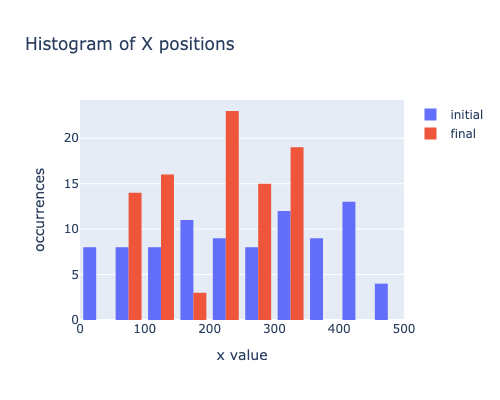 Histogram of X positions
initial
final
occurrences
20
15
10
5
0
0 100 200 300 400 500
x value